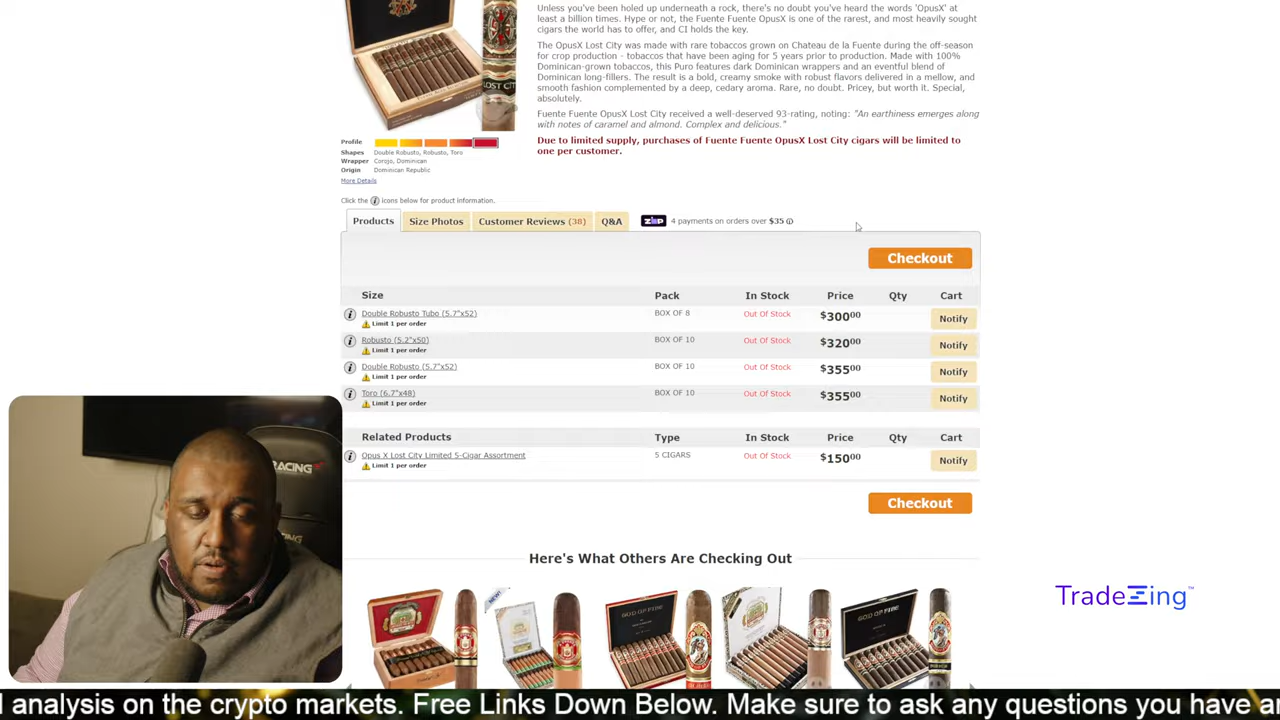 Unless you've been holed up underneath a rock, there's no doubt you've heard the words 'OpusX' at
least a billion times. Hype or not, the Fuente Fuente OpusX is one of the rarest, and most heavily sought
cigars the world has to offer, and CI holds the key.
The OpusX Lost City was made with rare tobaccos grown on Chateau de la Fuente during the off-season
for crop production - tobaccos that have been aging for 5 years prior to production. Made with 100%
Dominican-grown tobaccos, this Puro features dark Dominican wrappers and an eventful blend of
Dominican long-fillers. The result is a bold, creamy smoke with robust flavors delivered in a mellow, and
smooth fashion complemented by a deep, cedary aroma. Rare, no doubt. Pricey, but worth it. Special,
absolutely.
Fuente Fuente OpusX Lost City received a well-deserved 93-rating, noting: "An earthiness emerges along
with notes of caramel and almond. Complex and delicious."
Due to limited supply, purchases of Fuente Fuente OpusX Lost City cigars will be limited to
one per customer.
LOST CITY
Profile
Shapes Double Robusto, Robusto, Toro
Wrapper Corojo, Dominican
Origin Dominican Republic
More Details
Click the i icons below for product information.
Products Size Photos Customer Reviews (38) Q&A zip 4 payments on orders over $35
Checkout
Size Pack In Stock Price Qty Cart
Double Robusto Tubo (5.7"x52) BOX OF 8 Out Of Stock $300.00 Notify
Limit 1 per order
Robusto (5.2"x50) BOX OF 10 Out Of Stock $320.00 Notify
Limit 1 per order
Double Robusto (5.7"x52) BOX OF 10 Out Of Stock $355.00 Notify
Limit 1 per order
Toro (6.7"x48) BOX OF 10 Out Of Stock $355.00 Notify
Limit 1 per order
Related Products Type In Stock Price Qty Cart
Opus X Lost City Limited 5-Cigar Assortment 5 CIGARS Out Of Stock $150.00 Notify
Limit 1 per order
Checkout
Here's What Others Are Checking Out
NEW!
GOD OF FIRE
GOD OF FIRE
RACING
TradeZing™
l analysis on the crypto markets. Free Links Down Below. Make sure to ask any questions you have an